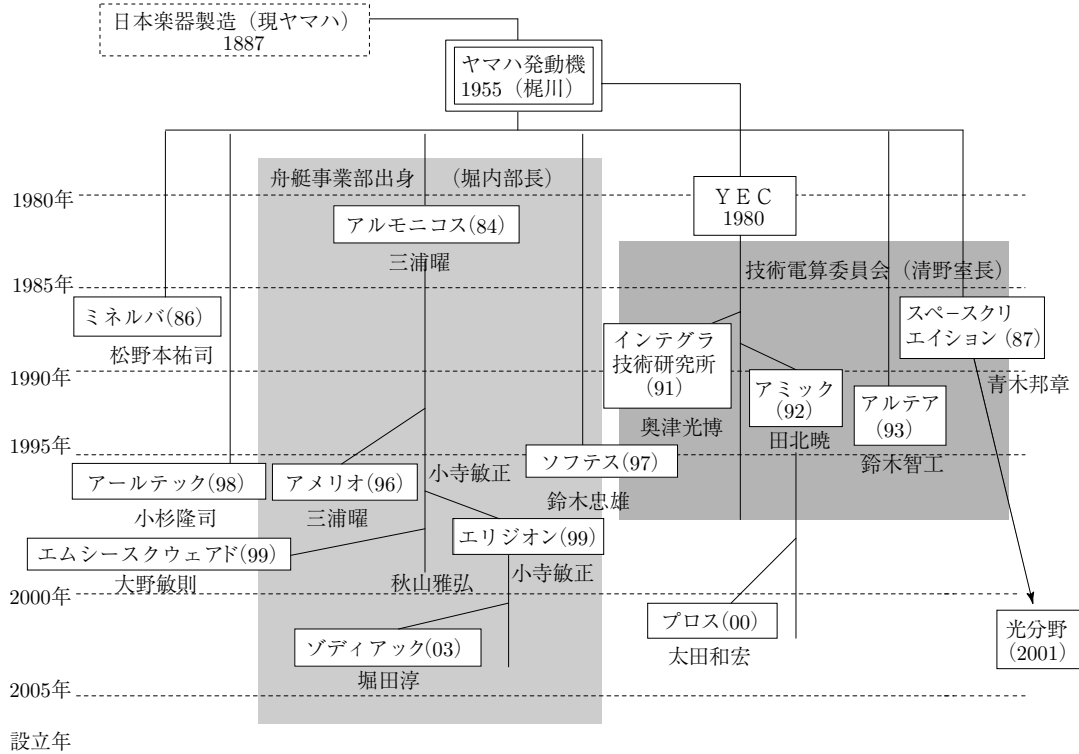 日本楽器製造（現ヤマハ）
1887
ヤマハ発動機
1955（梶川）
舟艇事業部出身　（堀内部長）
ＹＥＣ
1980
1980年
アルモニコス(84)
三浦曜
技術電算委員会（清野室長）
1985年
ミネルバ(86)
松野本祐司
インテグラ
技術研究所
(91)
奥津光博
スペースクリ
エイション(87)
青木邦章
1990年
アミック
(92)
田北暁
アルテア
(93)
鈴木智工
1995年
アールテック(98)
小杉隆司
アメリオ(96)
三浦曜
小寺敏正
ソフテス(97)
鈴木忠雄
エムシースクウェアド(99)
大野敏則
エリジオン(99)
小寺敏正
秋山雅弘
2000年
ゾディアック(03)
堀田淳
プロス(00)
太田和宏
光分野
(2001)
2005年
設立年